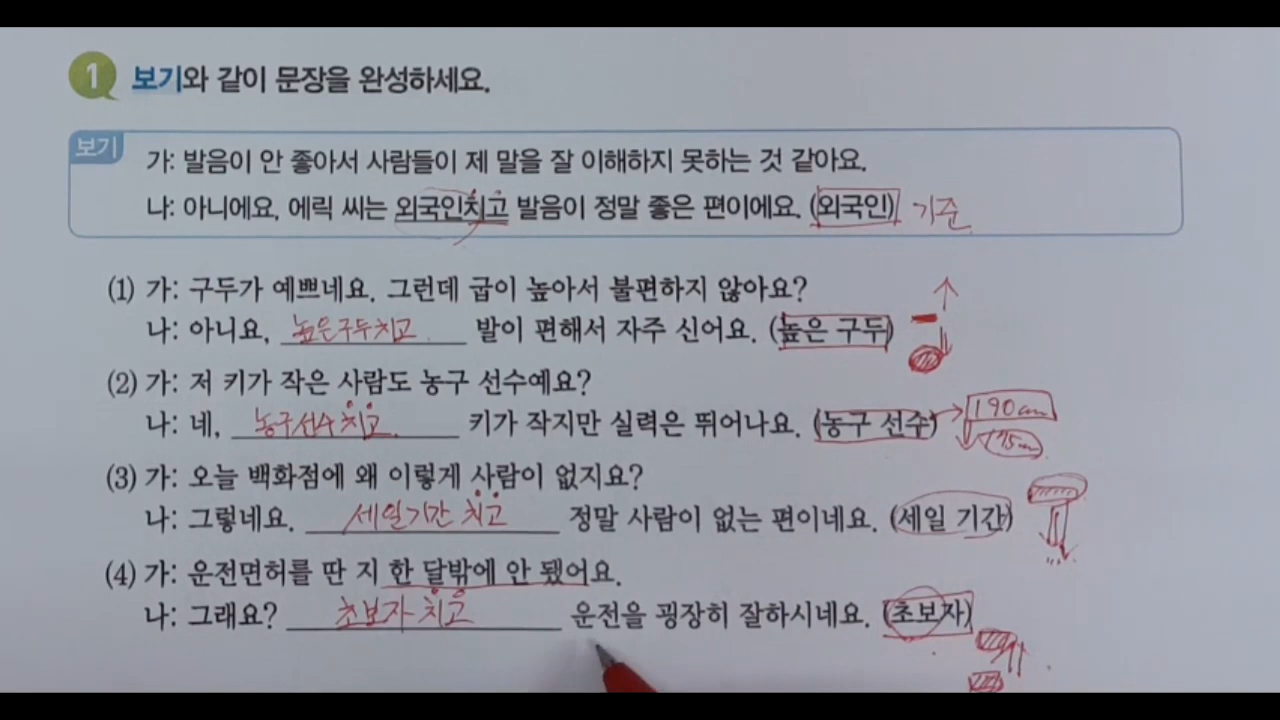 1 보기와 같이 문장을 완성하세요.
보기
가: 발음이 안 좋아서 사람들이 제 말을 잘 이해하지 못하는 것 같아요.
나: 아니에요, 에릭 씨는 외국인치고 발음이 정말 좋은 편이에요. (외국인) 기준
(1) 가: 구두가 예쁘네요. 그런데 굽이 높아서 불편하지 않아요?
나: 아니요, 높은구두치고 발이 편해서 자주 신어요. (높은 구두)
(2) 가: 저 키가 작은 사람도 농구 선수예요?
나: 네, 농구선수치고 키가 작지만 실력은 뛰어나요. (농구 선수) 190cm
175cm
(3) 가: 오늘 백화점에 왜 이렇게 사람이 없지요?
나: 그렇네요. 세일기간 치고 정말 사람이 없는 편이네요. (세일 기간)
(4) 가: 운전면허를 딴 지 한 달밖에 안 됐어요.
나: 그래요? 초보자 치고 운전을 굉장히 잘하시네요. (초보자)